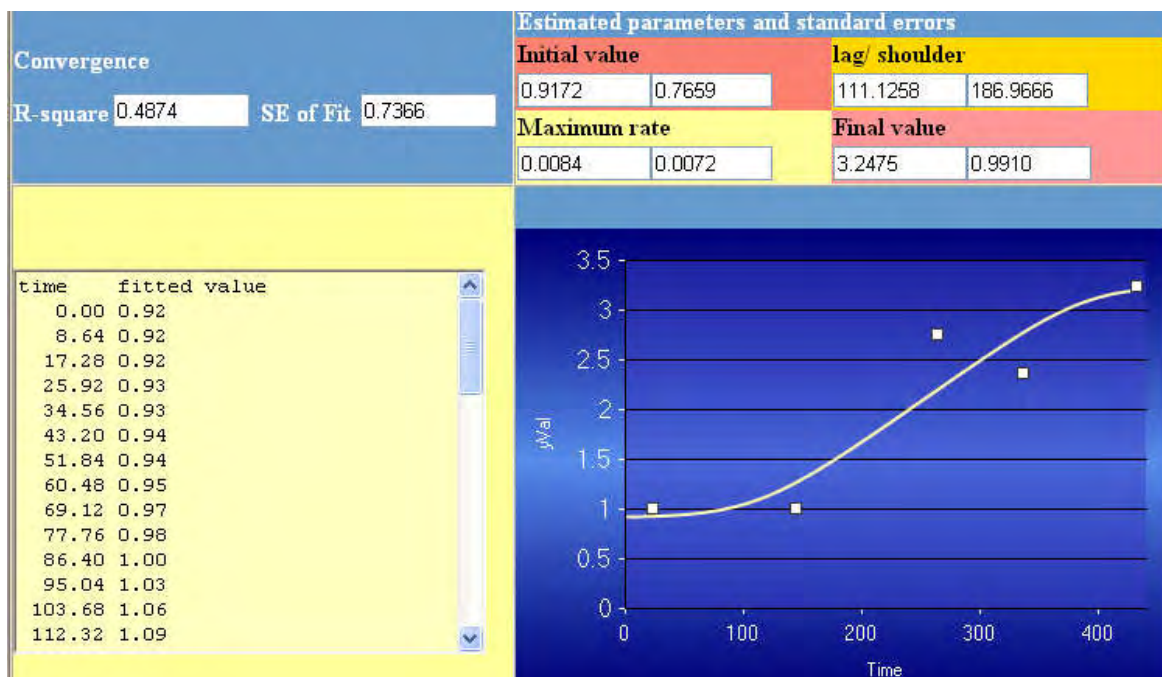 Convergence
R-square 0.4874 SE of Fit 0.7366
Estimated parameters and standard errors
Initial value
0.9172 0.7659
lag/ shoulder
111.1258 186.9666
Maximum rate
0.0084 0.0072
Final value
3.2475 0.9910
time fitted value
0.00 0.92
8.64 0.92
17.28 0.92
25.92 0.93
34.56 0.93
43.20 0.94
51.84 0.94
60.48 0.95
69.12 0.97
77.76 0.98
86.40 1.00
95.04 1.03
103.68 1.06
112.32 1.09
3.5
3
2.5
2
1.5
1
0.5
0
yVal
0 100 200 300 400
Time